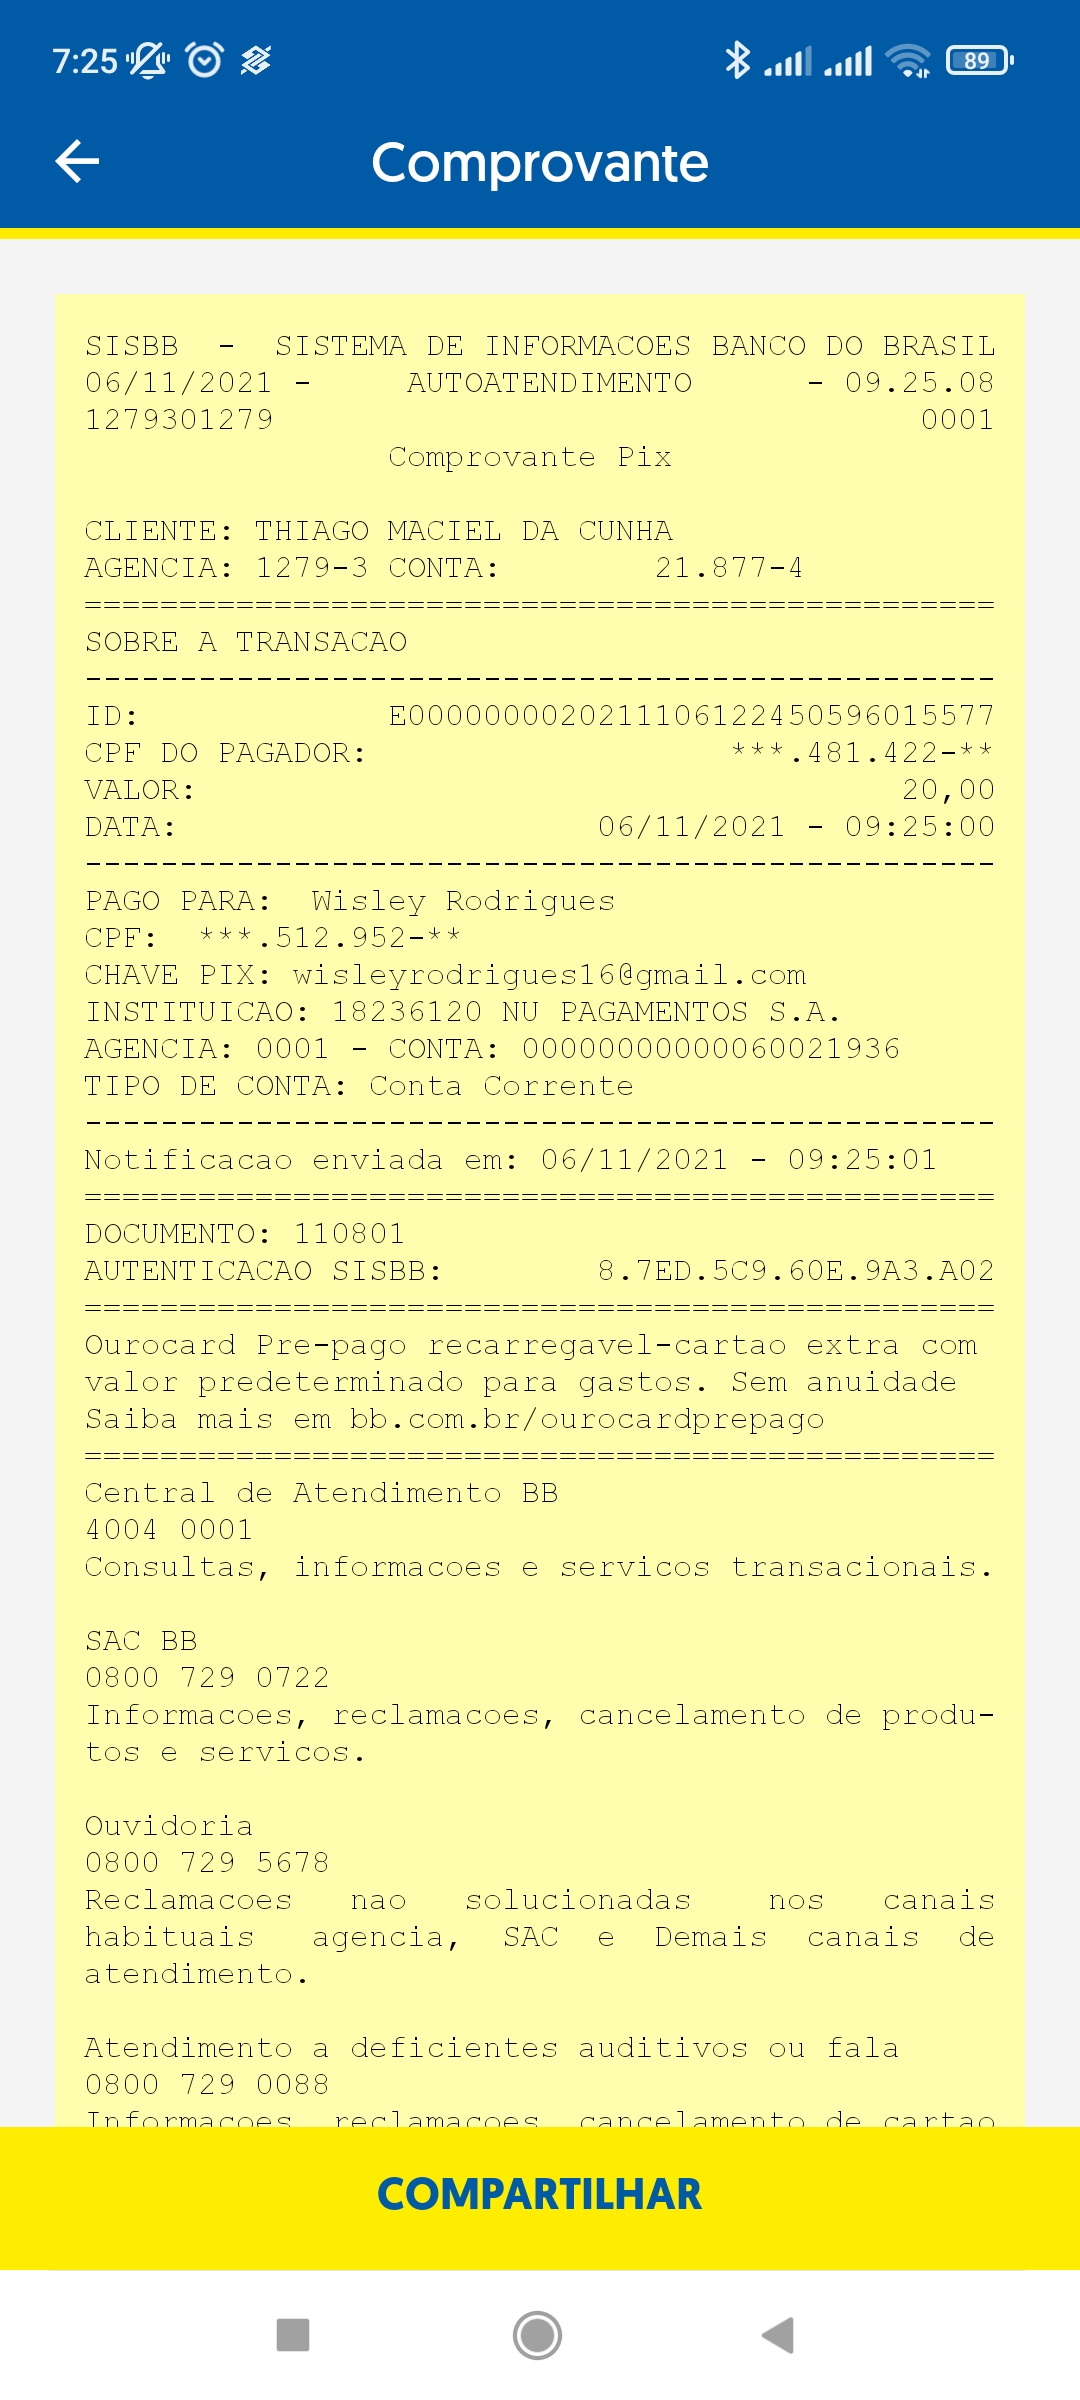 7:25
89
Comprovante
SISBB - SISTEMA DE INFORMACOES BANCO DO BRASIL
06/11/2021 - AUTOATENDIMENTO - 09.25.08
1279301279 0001
Comprovante Pix
CLIENTE: THIAGO MACIEL DA CUNHA
AGENCIA: 1279-3 CONTA: 21.877-4
================================================
SOBRE A TRANSACAO
------------------------------------------------
ID: E00000000202111061224505960155​77
CPF DO PAGADOR: ***.481.422-**
VALOR: 20,00
DATA: 06/11/2021 - 09:25:00
------------------------------------------------
PAGO PARA: Wisley Rodrigues
CPF: ***.512.952-**
CHAVE PIX: wisleyrodrigues16@gmail.com
INSTITUICAO: 18236120 NU PAGAMENTOS S.A.
AGENCIA: 0001 - CONTA: 00000000000060021936
TIPO DE CONTA: Conta Corrente
------------------------------------------------
Notificacao enviada em: 06/11/2021 - 09:25:01
================================================
DOCUMENTO: 110801
AUTENTICACAO SISBB: 8.7ED.5C9.60E.9A3.A02
================================================
Ourocard Pre-pago recarregavel-cartao extra com
valor predeterminado para gastos. Sem anuidade
Saiba mais em bb.com.br/ourocardprepago
================================================
Central de Atendimento BB
4004 0001
Consultas, informacoes e servicos transacionais.
SAC BB
0800 729 0722
Informacoes, reclamacoes, cancelamento de produ-
tos e servicos.
Ouvidoria
0800 729 5678
Reclamacoes nao solucionadas nos canais
habituais agencia, SAC e Demais canais de
atendimento.
Atendimento a deficientes auditivos ou fala
0800 729 0088
Informacoes, reclamacoes, cancelamento de cartao
COMPARTILHAR